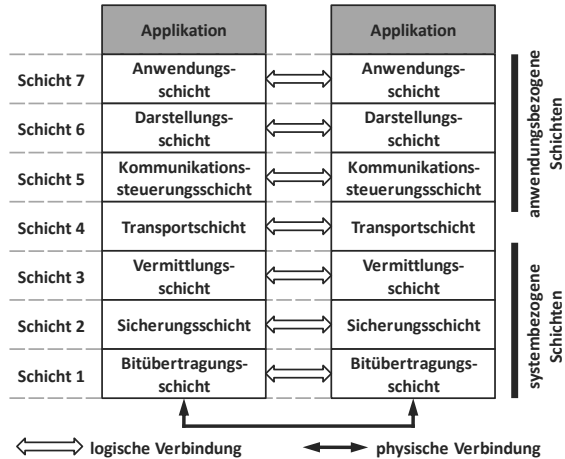 Applikation
Applikation
Schicht 7
Anwendungs-
schicht
Anwendungs-
schicht
Schicht 6
Darstellungs-
schicht
Darstellungs-
schicht
Schicht 5
Kommunikations-
steuerungsschicht
Kommunikations-
steuerungsschicht
Schicht 4
Transportschicht
Transportschicht
Schicht 3
Vermittlungs-
schicht
Vermittlungs-
schicht
Schicht 2
Sicherungsschicht
Sicherungsschicht
Schicht 1
Bitübertragungs-
schicht
Bitübertragungs-
schicht
anwendungsbezogene
Schichten
systembezogene
Schichten
logische Verbindung
physische Verbindung